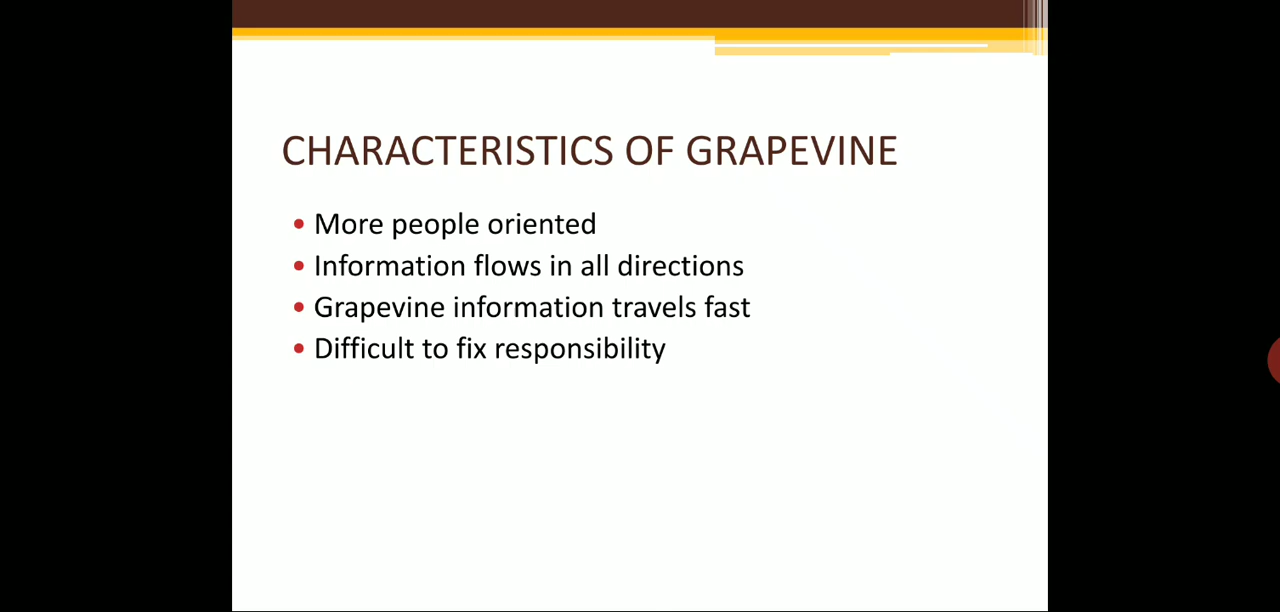 CHARACTERISTICS OF GRAPEVINE
• More people oriented
• Information flows in all directions
• Grapevine information travels fast
• Difficult to fix responsibility